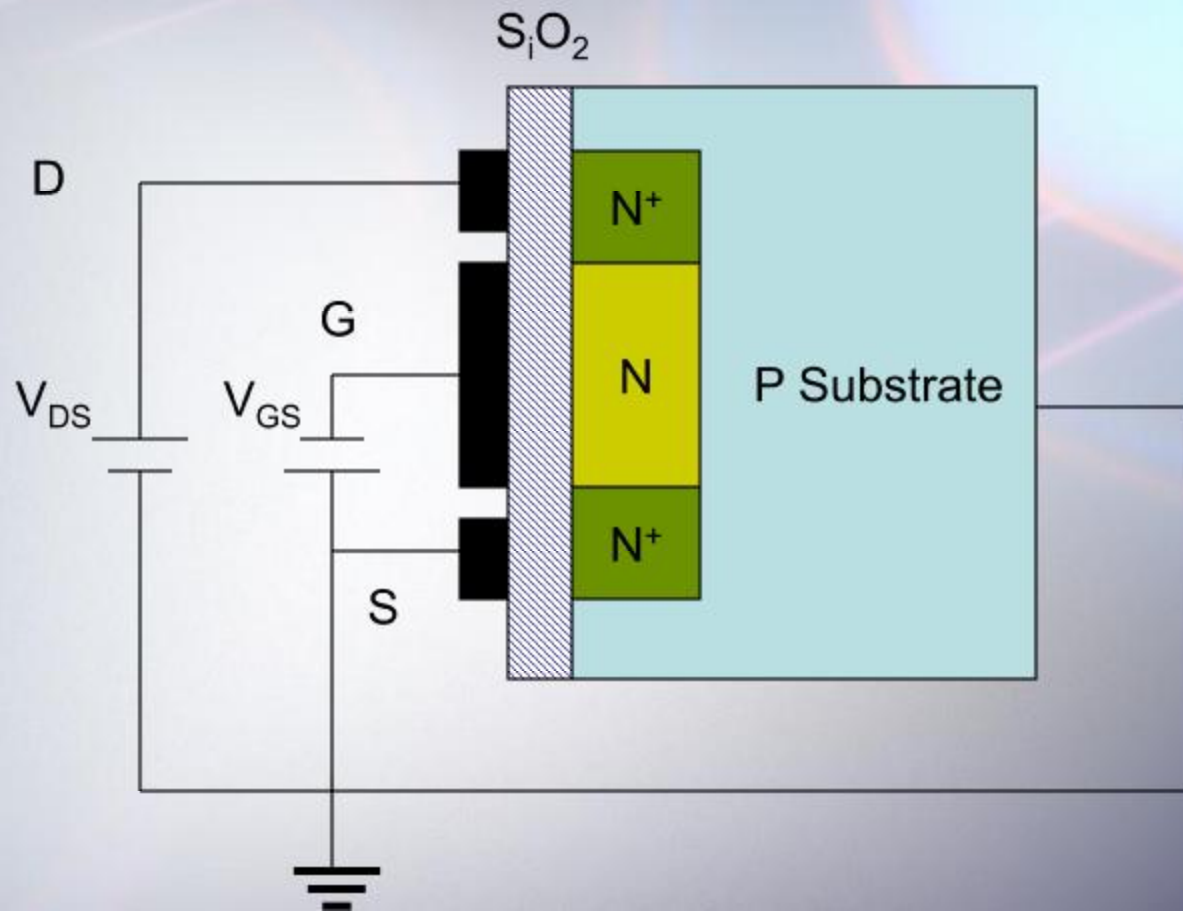 SiO2
D
N+
G
VDS
VGS
N
P Substrate
N+
S